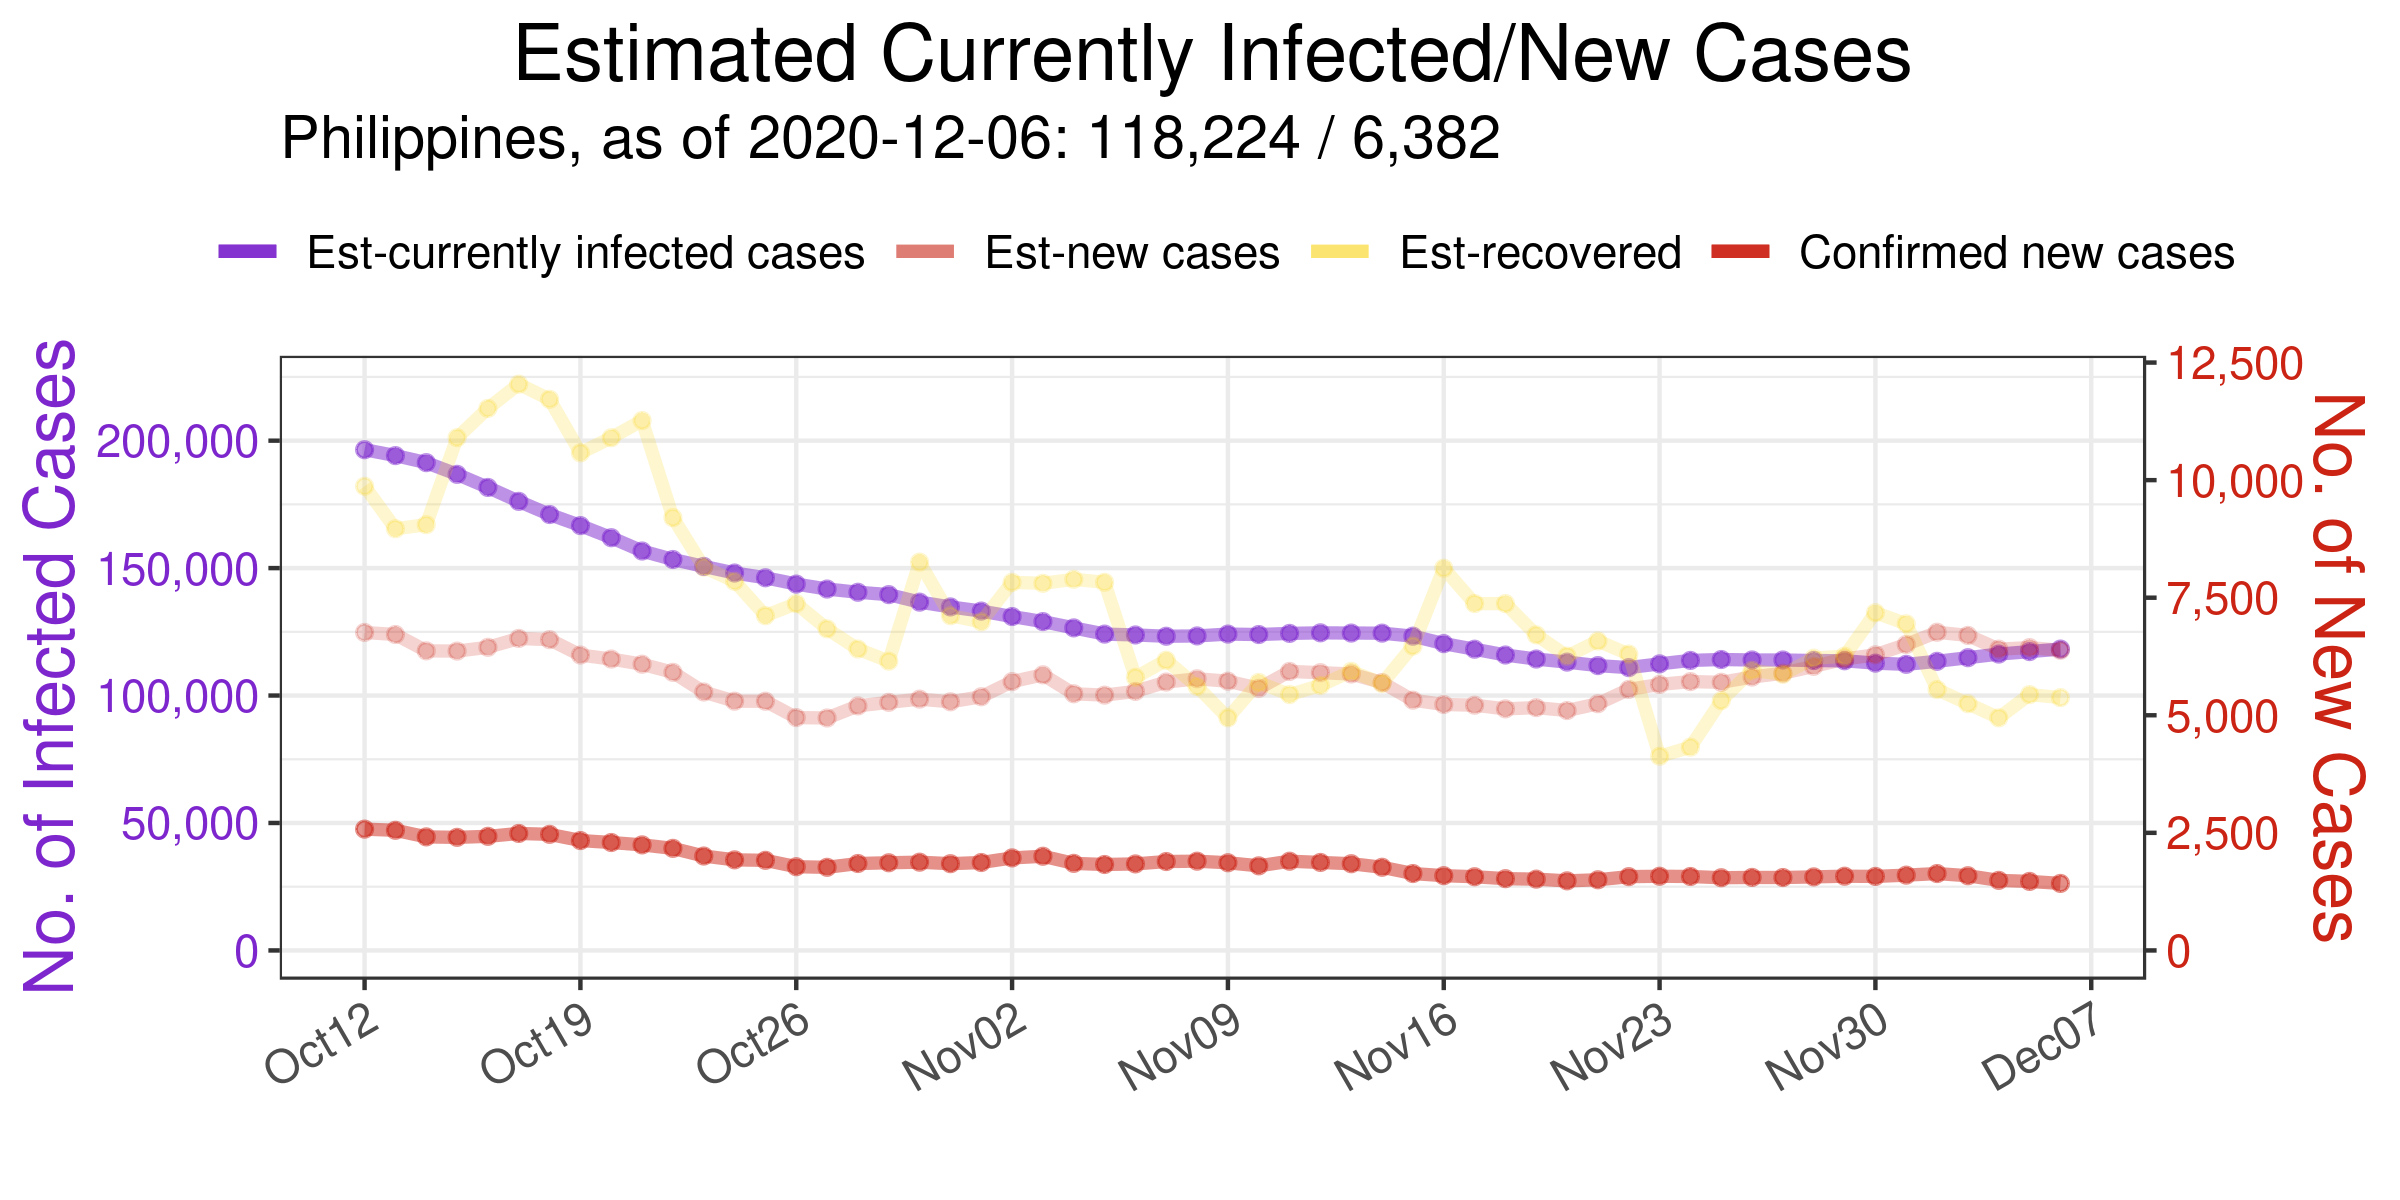 Estimated Currently Infected/New Cases
Philippines, as of 2020-12-06: 118,224 / 6,382
Est-currently infected cases Est-new cases Est-recovered Confirmed new cases
No. of Infected Cases
200,000
150,000
100,000
50,000
0
12,500
10,000
7,500
5,000
2,500
0
No. of New Cases
Oct12 Oct19 Oct26 Nov02 Nov09 Nov16 Nov23 Nov30 Dec07